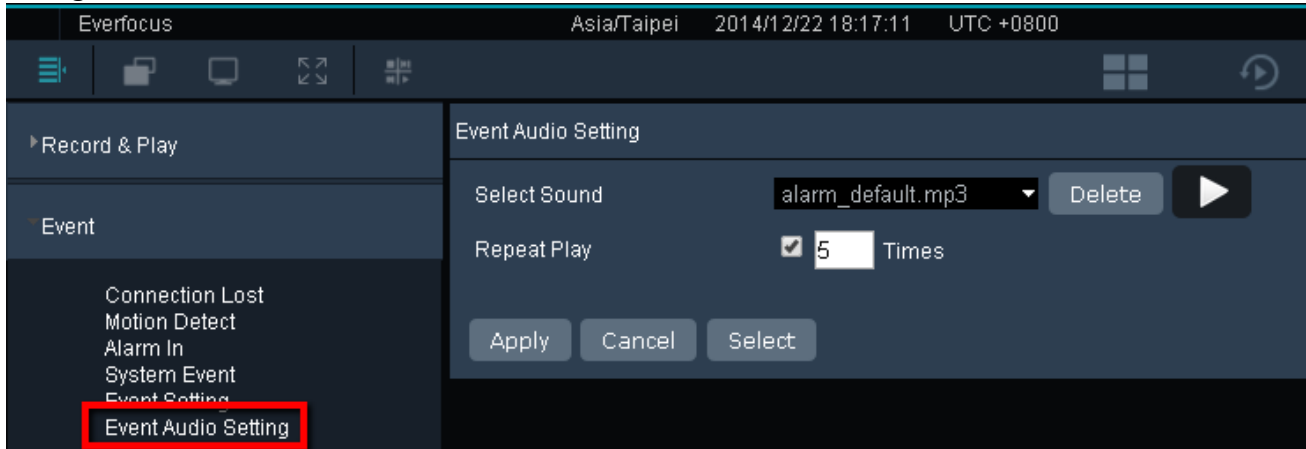 Everfocus Asia/Taipei 2014/12/22 18:17:11 UTC +0800
Record & Play
Event
Connection Lost
Motion Detect
Alarm In
System Event
Event Setting
Event Audio Setting
Event Audio Setting
Select Sound alarm_default.mp3 Delete
Repeat Play 5 Times
Apply Cancel Select